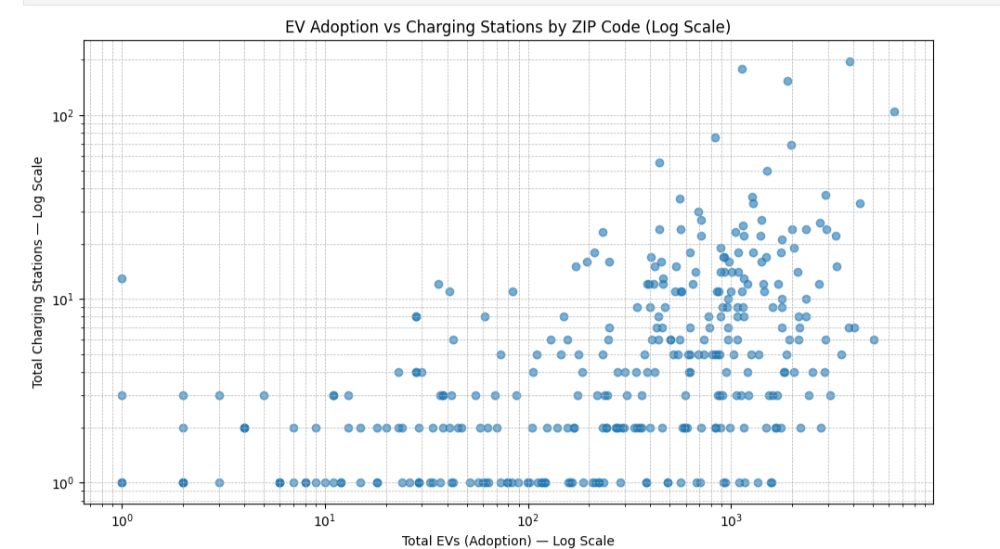 EV Adoption vs Charging Stations by ZIP Code (Log Scale)
Total Charging Stations — Log Scale
10²
10¹
10⁰
10⁰ 10¹ 10² 10³
Total EVs (Adoption) — Log Scale